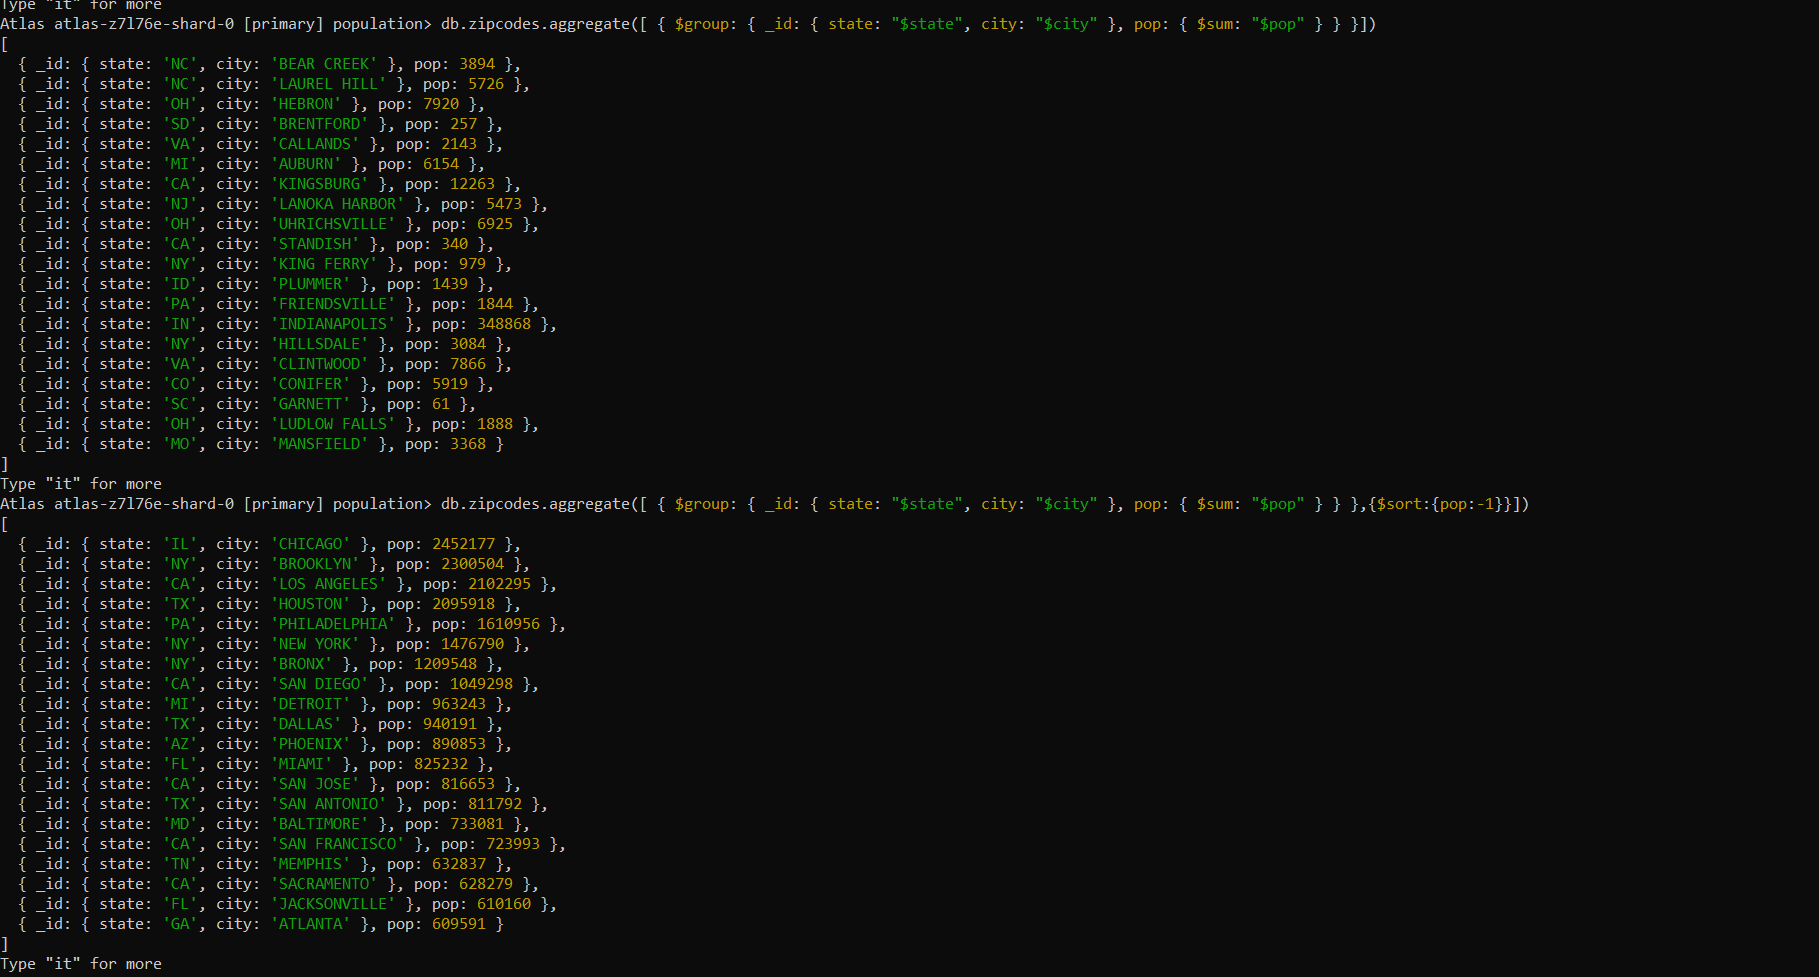 Type "it" for more
Atlas atlas-z7l76e-shard-0 [primary] population> db.zipcodes.aggregate([ { $group: { _id: { state: "$state", city: "$city" }, pop: { $sum: "$pop" } } }])
[
  { _id: { state: 'NC', city: 'BEAR CREEK' }, pop: 3894 },
  { _id: { state: 'NC', city: 'LAUREL HILL' }, pop: 5726 },
  { _id: { state: 'OH', city: 'HEBRON' }, pop: 7920 },
  { _id: { state: 'SD', city: 'BRENTFORD' }, pop: 257 },
  { _id: { state: 'VA', city: 'CALLANDS' }, pop: 2143 },
  { _id: { state: 'MI', city: 'AUBURN' }, pop: 6154 },
  { _id: { state: 'CA', city: 'KINGSBURG' }, pop: 12263 },
  { _id: { state: 'NJ', city: 'LANOKA HARBOR' }, pop: 5473 },
  { _id: { state: 'OH', city: 'UHRICHSVILLE' }, pop: 6925 },
  { _id: { state: 'CA', city: 'STANDISH' }, pop: 340 },
  { _id: { state: 'NY', city: 'KING FERRY' }, pop: 979 },
  { _id: { state: 'ID', city: 'PLUMMER' }, pop: 1439 },
  { _id: { state: 'PA', city: 'FRIENDSVILLE' }, pop: 1844 },
  { _id: { state: 'IN', city: 'INDIANAPOLIS' }, pop: 348868 },
  { _id: { state: 'NY', city: 'HILLSDALE' }, pop: 3084 },
  { _id: { state: 'VA', city: 'CLINTWOOD' }, pop: 7866 },
  { _id: { state: 'CO', city: 'CONIFER' }, pop: 5919 },
  { _id: { state: 'SC', city: 'GARNETT' }, pop: 61 },
  { _id: { state: 'OH', city: 'LUDLOW FALLS' }, pop: 1888 },
  { _id: { state: 'MO', city: 'MANSFIELD' }, pop: 3368 }
]
Type "it" for more
Atlas atlas-z7l76e-shard-0 [primary] population> db.zipcodes.aggregate([ { $group: { _id: { state: "$state", city: "$city" }, pop: { $sum: "$pop" } } },{$sort:{pop:-1}}])
[
  { _id: { state: 'IL', city: 'CHICAGO' }, pop: 2452177 },
  { _id: { state: 'NY', city: 'BROOKLYN' }, pop: 2300504 },
  { _id: { state: 'CA', city: 'LOS ANGELES' }, pop: 2102295 },
  { _id: { state: 'TX', city: 'HOUSTON' }, pop: 2095918 },
  { _id: { state: 'PA', city: 'PHILADELPHIA' }, pop: 1610956 },
  { _id: { state: 'NY', city: 'NEW YORK' }, pop: 1476790 },
  { _id: { state: 'NY', city: 'BRONX' }, pop: 1209548 },
  { _id: { state: 'CA', city: 'SAN DIEGO' }, pop: 1049298 },
  { _id: { state: 'MI', city: 'DETROIT' }, pop: 963243 },
  { _id: { state: 'TX', city: 'DALLAS' }, pop: 940191 },
  { _id: { state: 'AZ', city: 'PHOENIX' }, pop: 890853 },
  { _id: { state: 'FL', city: 'MIAMI' }, pop: 825232 },
  { _id: { state: 'CA', city: 'SAN JOSE' }, pop: 816653 },
  { _id: { state: 'TX', city: 'SAN ANTONIO' }, pop: 811792 },
  { _id: { state: 'MD', city: 'BALTIMORE' }, pop: 733081 },
  { _id: { state: 'CA', city: 'SAN FRANCISCO' }, pop: 723993 },
  { _id: { state: 'TN', city: 'MEMPHIS' }, pop: 632837 },
  { _id: { state: 'CA', city: 'SACRAMENTO' }, pop: 628279 },
  { _id: { state: 'FL', city: 'JACKSONVILLE' }, pop: 610160 },
  { _id: { state: 'GA', city: 'ATLANTA' }, pop: 609591 }
]
Type "it" for more